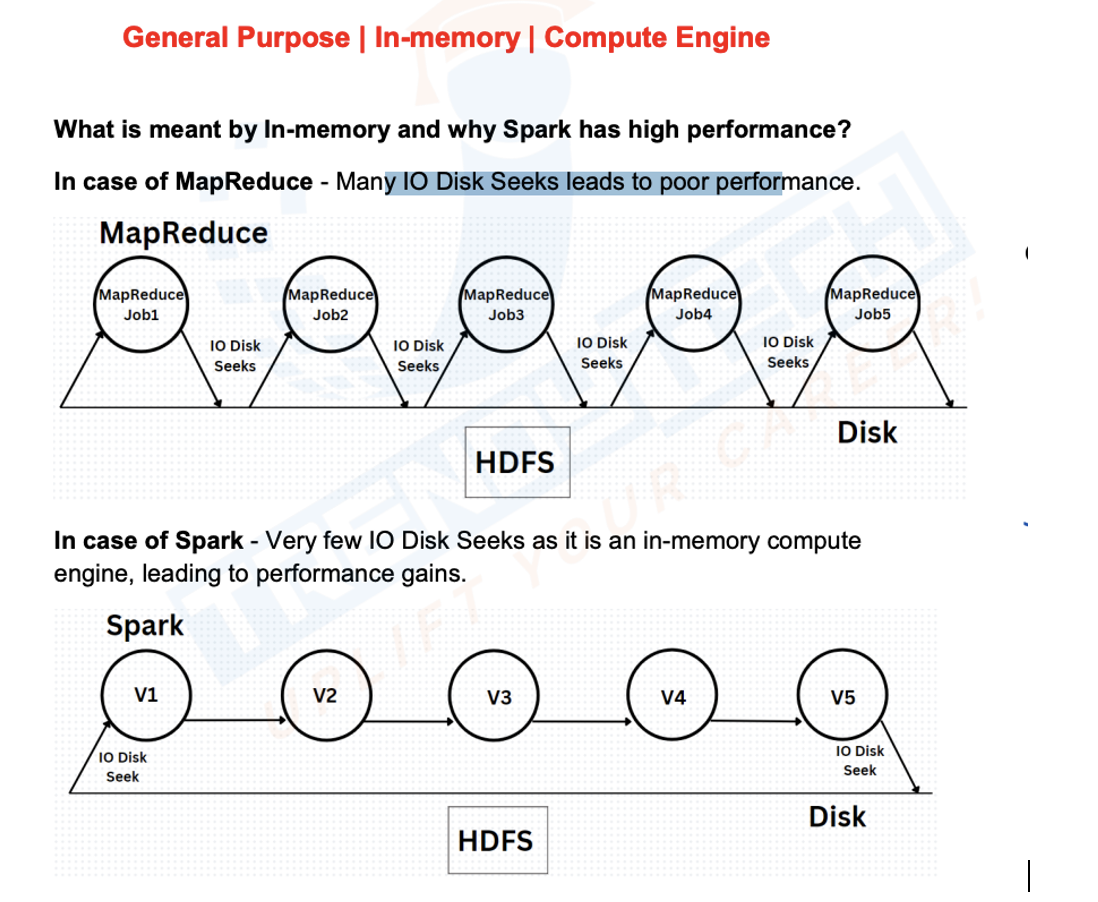 General Purpose | In-memory | Compute Engine
What is meant by In-memory and why Spark has high performance?
In case of MapReduce - Many IO Disk Seeks leads to poor performance.
MapReduce
MapReduce
Job1
MapReduce
Job2
MapReduce
Job3
MapReduce
Job4
MapReduce
Job5
IO Disk
Seeks
IO Disk
Seeks
IO Disk
Seeks
IO Disk
Seeks
Disk
HDFS
In case of Spark - Very few IO Disk Seeks as it is an in-memory compute
engine, leading to performance gains.
Spark
V1
V2
V3
V4
V5
IO Disk
Seek
IO Disk
Seek
Disk
HDFS
TRENDYTECH
UPLIFT YOUR CAREER!